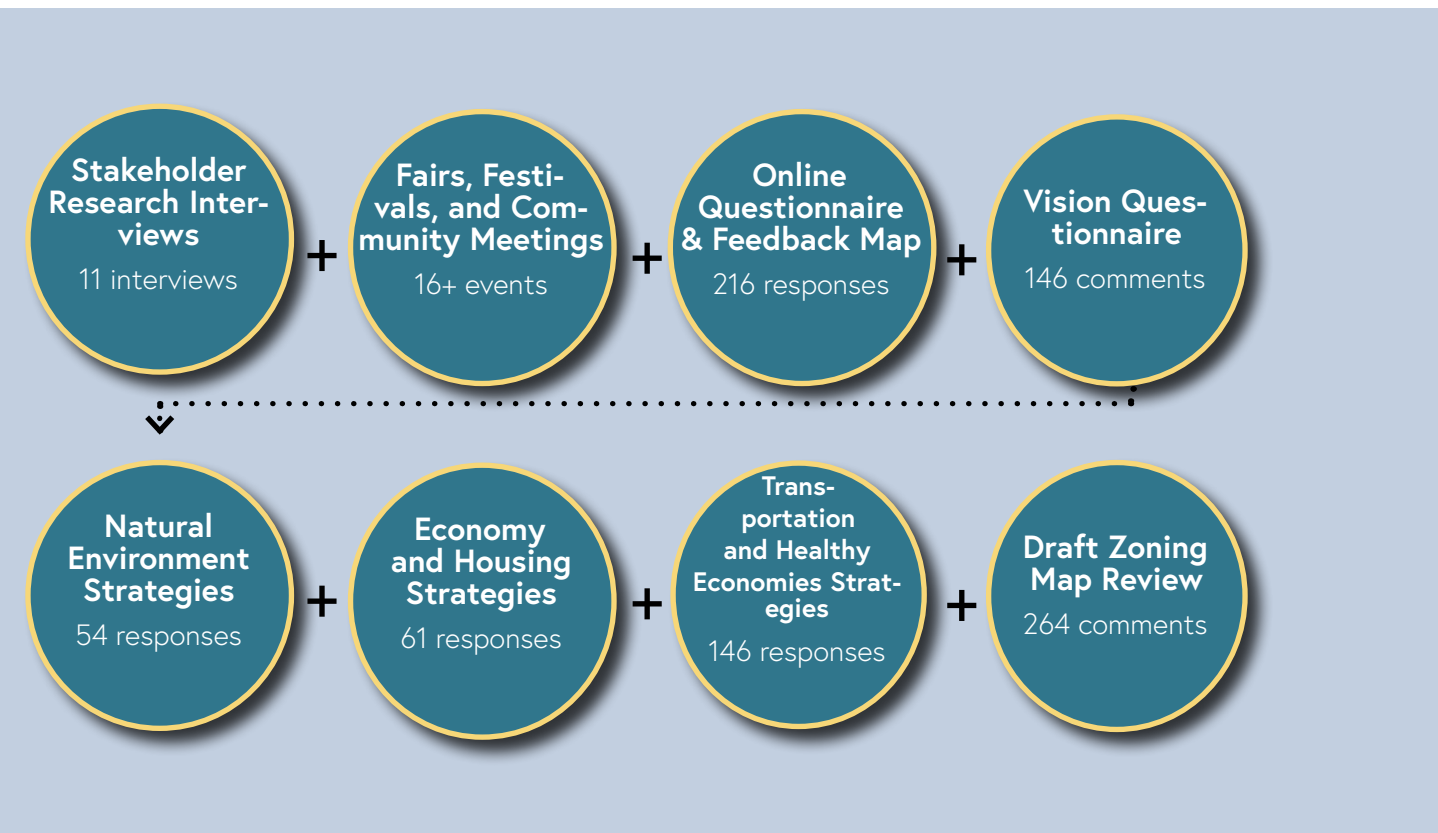 Stakeholder
Research Inter-
views
11 interviews
+
Fairs, Festi-
vals, and Com-
munity Meetings
16+ events
+
Online
Questionnaire
& Feedback Map
216 responses
+
Vision Ques-
tionnaire
146 comments
Natural
Environment
Strategies
54 responses
+
Economy
and Housing
Strategies
61 responses
+
Trans-
portation
and Healthy
Economies Strat-
egies
146 responses
+
Draft Zoning
Map Review
264 comments